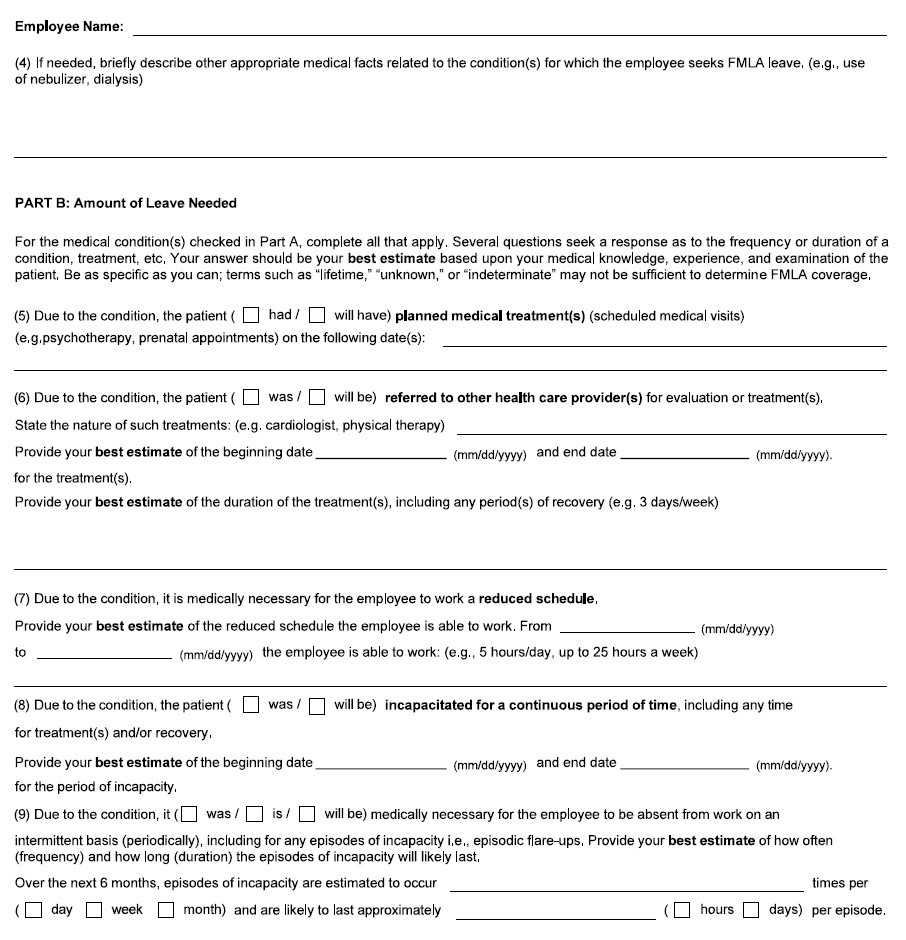 Employee Name:
(4) If needed, briefly describe other appropriate medical facts related to the condition(s) for which the employee seeks FMLA leave. (e.g., use
of nebulizer, dialysis)
PART B: Amount of Leave Needed
For the medical condition(s) checked in Part A, complete all that apply. Several questions seek a response as to the frequency or duration of a
condition, treatment, etc. Your answer should be your best estimate based upon your medical knowledge, experience, and examination of the
patient. Be as specific as you can; terms such as “lifetime,” “unknown,” or “indeterminate” may not be sufficient to determine FMLA coverage.
(5) Due to the condition, the patient ( had / will have) planned medical treatment(s) (scheduled medical visits)
(e.g.psychotherapy, prenatal appointments) on the following date(s):
(6) Due to the condition, the patient ( was / will be) referred to other health care provider(s) for evaluation or treatment(s).
State the nature of such treatments: (e.g. cardiologist, physical therapy)
Provide your best estimate of the beginning date (mm/dd/yyyy) and end date (mm/dd/yyyy).
for the treatment(s).
Provide your best estimate of the duration of the treatment(s), including any period(s) of recovery (e.g. 3 days/week)
(7) Due to the condition, it is medically necessary for the employee to work a reduced schedule.
Provide your best estimate of the reduced schedule the employee is able to work. From (mm/dd/yyyy)
to (mm/dd/yyyy) the employee is able to work: (e.g., 5 hours/day, up to 25 hours a week)
(8) Due to the condition, the patient ( was / will be) incapacitated for a continuous period of time, including any time
for treatment(s) and/or recovery.
Provide your best estimate of the beginning date (mm/dd/yyyy) and end date (mm/dd/yyyy).
for the period of incapacity.
(9) Due to the condition, it ( was / is / will be) medically necessary for the employee to be absent from work on an
intermittent basis (periodically), including for any episodes of incapacity i.e., episodic flare-ups. Provide your best estimate of how often
(frequency) and how long (duration) the episodes of incapacity will likely last.
Over the next 6 months, episodes of incapacity are estimated to occur times per
( day week month) and are likely to last approximately ( hours days) per episode.